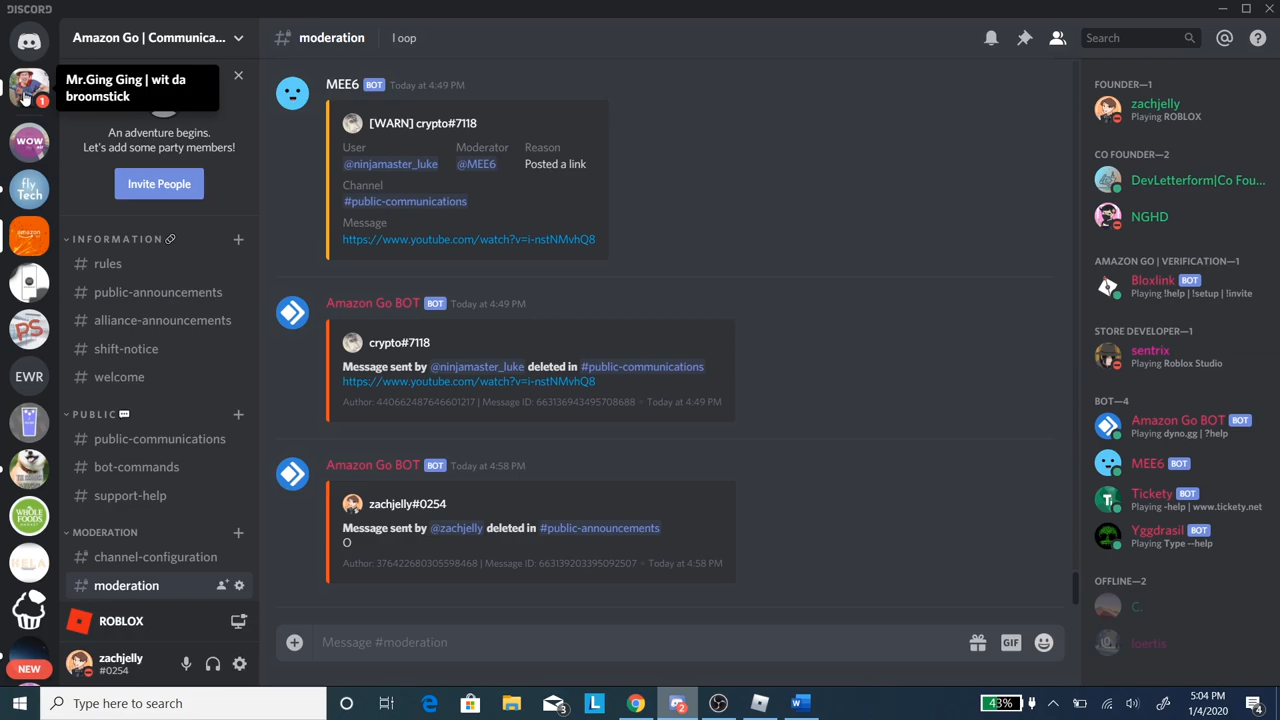 DISCORD
Amazon Go | Communica...
# moderation
l oop
Search
Mr.Ging Ging | wit da
broomstick
1
An adventure begins.
Let's add some party members!
Invite People
WOW
fly
Tech
amazon
PS
EWR
WHOLE
FOODS
MARKET
KELA
NEW
INFORMATION
# rules
# public-announcements
# alliance-announcements
# shift-notice
# welcome
PUBLIC
# public-communications
# bot-commands
# support-help
MODERATION
# channel-configuration
# moderation
ROBLOX
zachjelly
#0254
MEE6 BOT Today at 4:49 PM
[WARN] crypto#7118
User Moderator Reason
@ninjamaster_luke @MEE6 Posted a link
Channel
#public-communications
Message
https://www.youtube.com/watch?v=i-nstNMvhQ8
Amazon Go BOT BOT Today at 4:49 PM
crypto#7118
Message sent by @ninjamaster_luke deleted in #public-communications
https://www.youtube.com/watch?v=i-nstNMvhQ8
Author: 440662487646601217 | Message ID: 663136943495708688 • Today at 4:49 PM
Amazon Go BOT BOT Today at 4:58 PM
zachjelly#0254
Message sent by @zachjelly deleted in #public-announcements
O
Author: 376422680305598468 | Message ID: 663139203395092507 • Today at 4:58 PM
Message #moderation
GIF
FOUNDER—1
zachjelly
Playing ROBLOX
CO FOUNDER—2
DevLetterform|Co Fou...
NGHD
AMAZON GO | VERIFICATION—1
Bloxlink BOT
Playing !help | !setup | !invite
STORE DEVELOPER—1
sentrix
Playing Roblox Studio
BOT—4
Amazon Go BOT BOT
Playing dyno.gg | ?help
MEE6 BOT
Tickety BOT
Playing -help | www.tickety.net
Yggdrasil BOT
Playing Type --help
OFFLINE—2
C.
loertis
Type here to search
3
L
2
43%
5:04 PM
1/4/2020